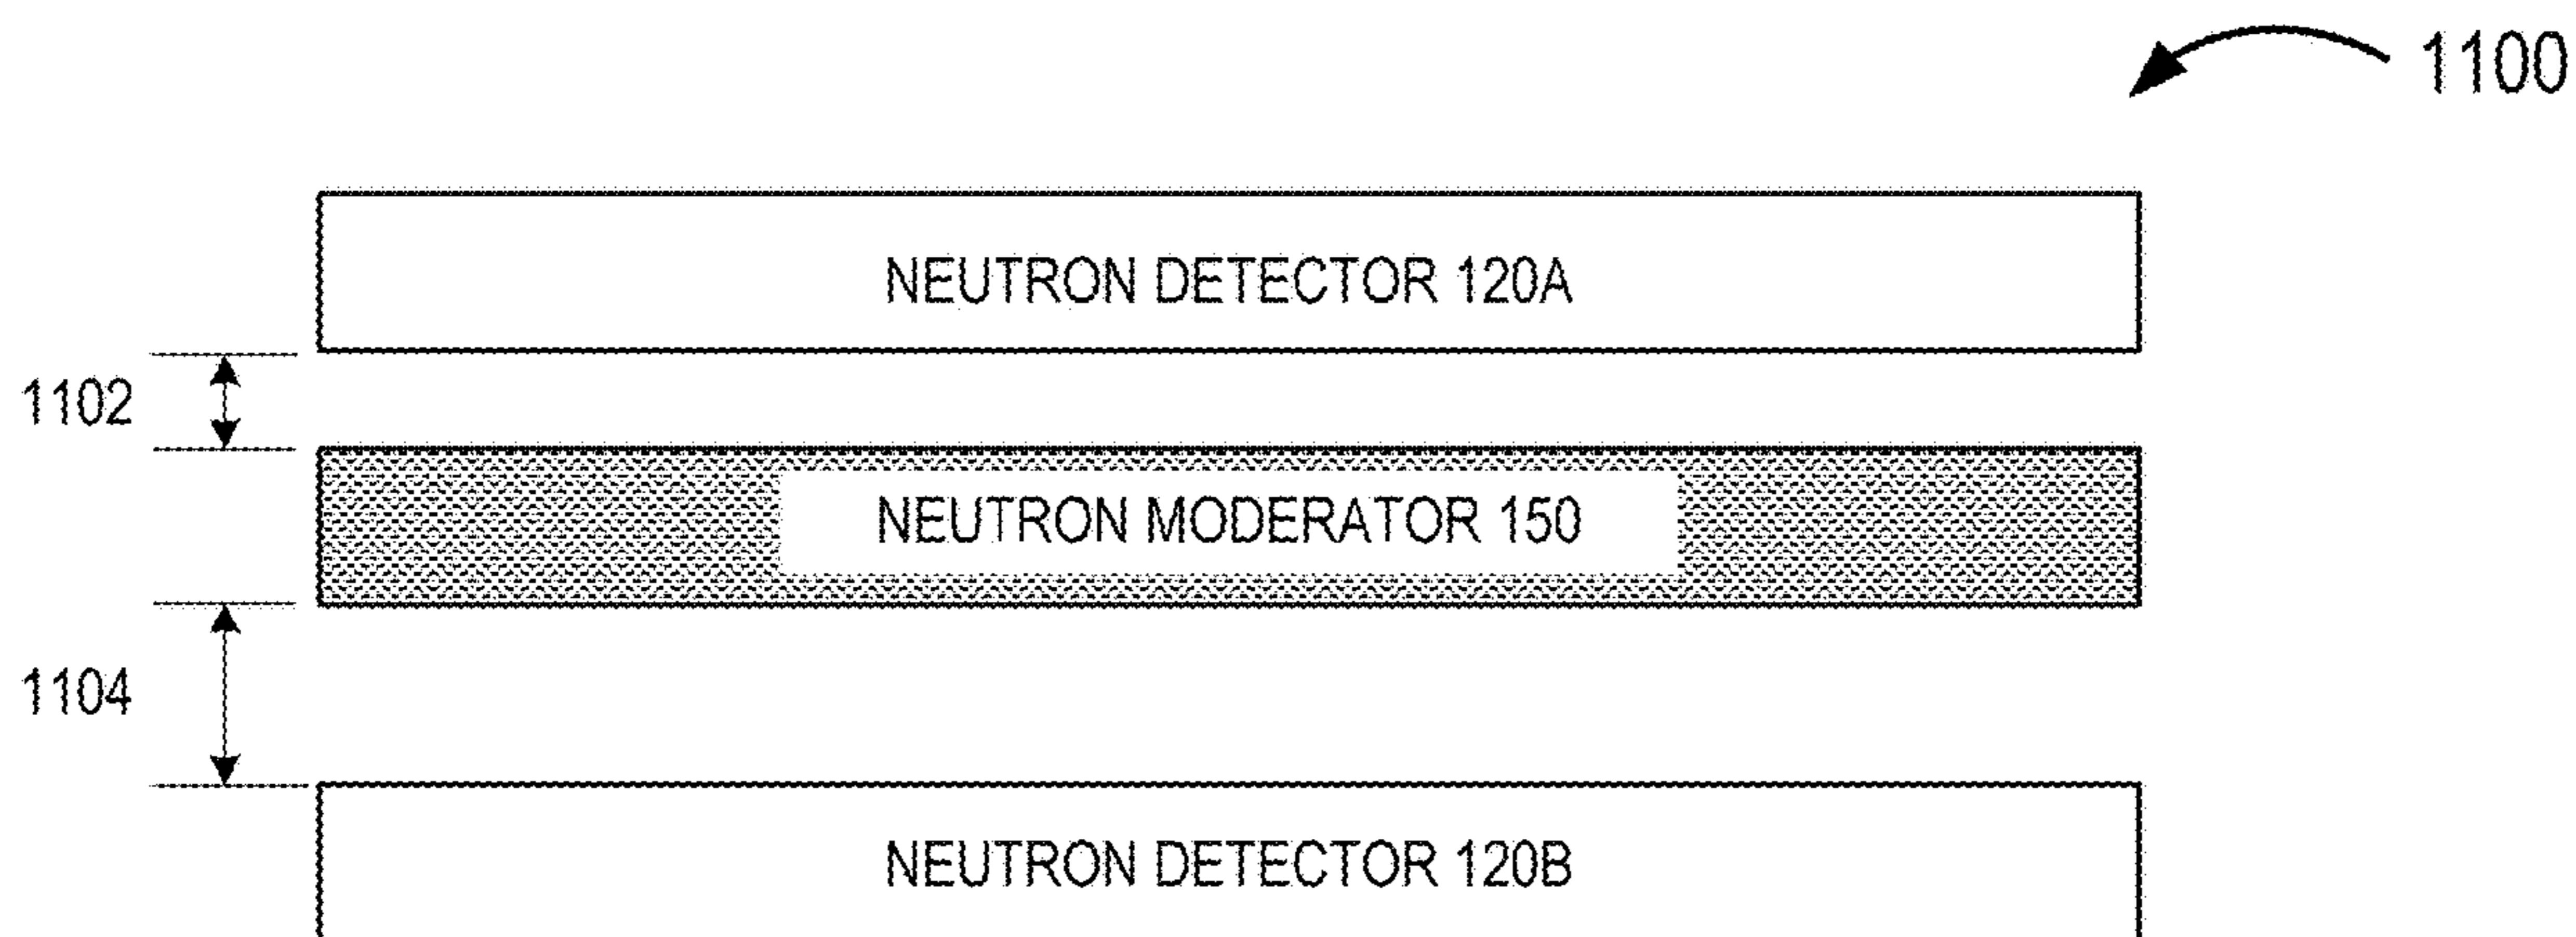 1100
NEUTRON DETECTOR 120A
1102
NEUTRON MODERATOR 150
1104
NEUTRON DETECTOR 120B